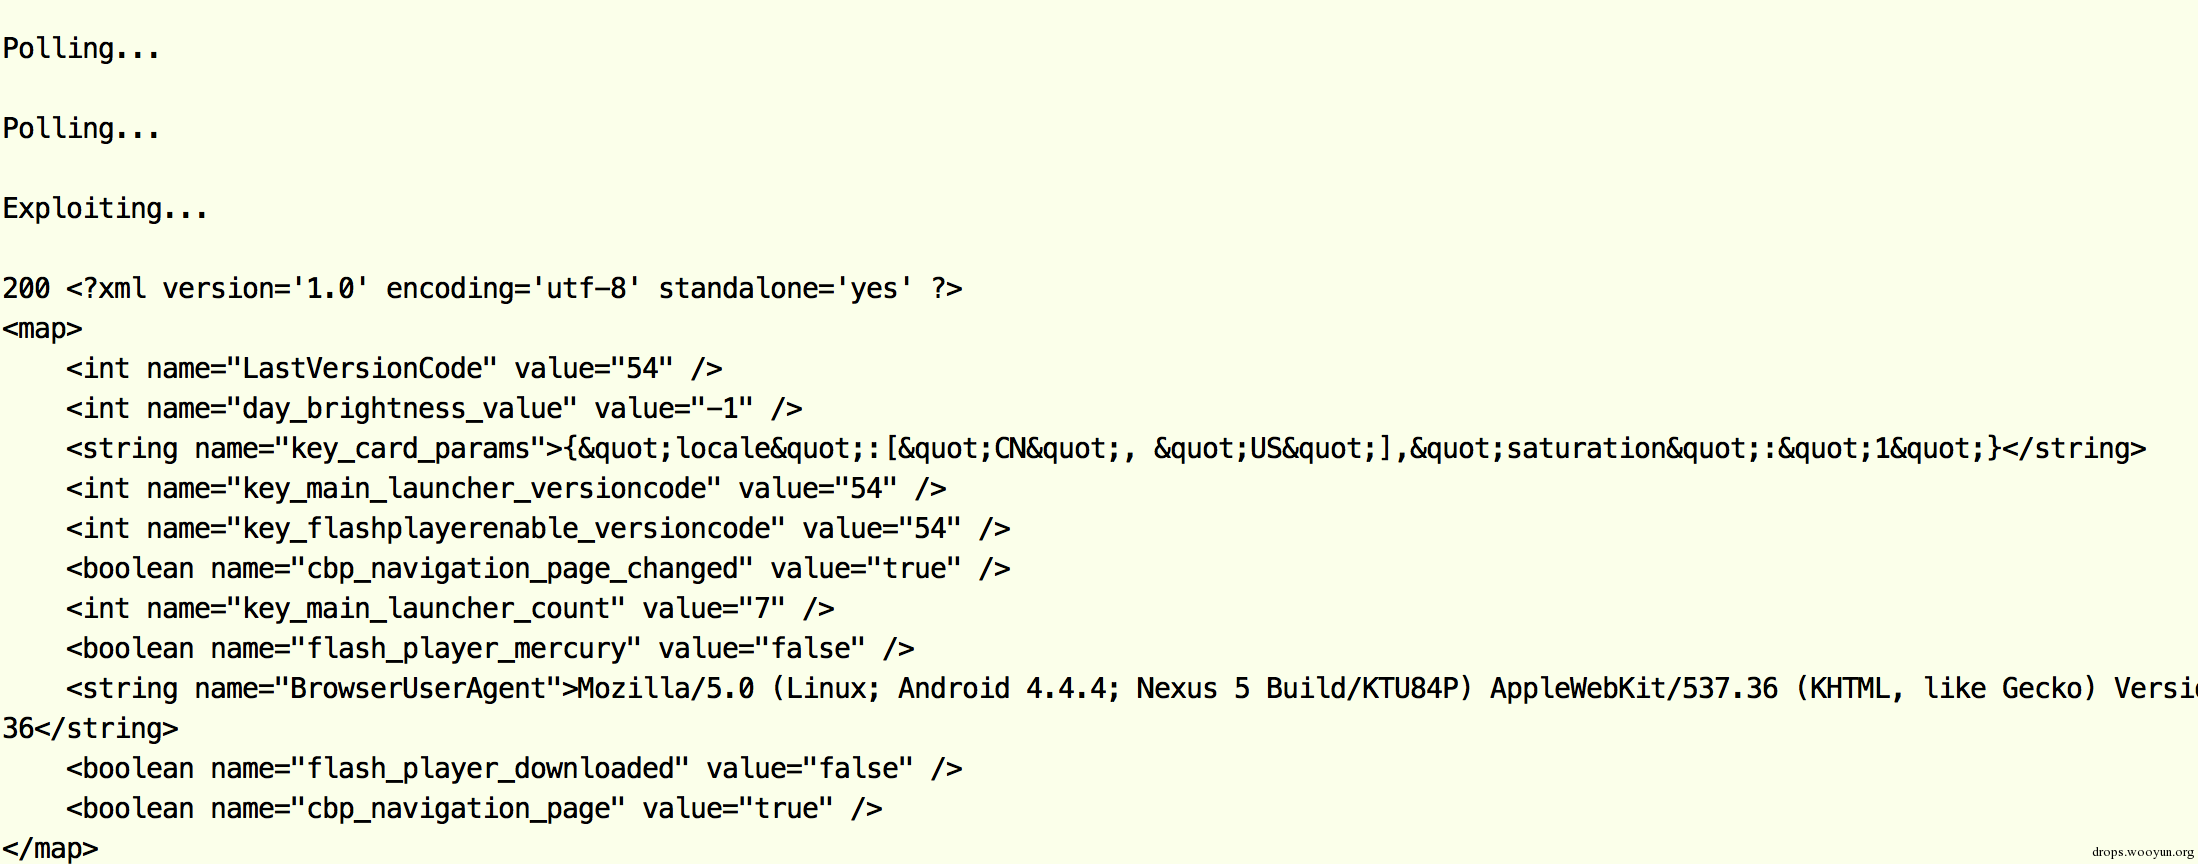 Polling...
Polling...
Exploiting...
200 <?xml version='1.0' encoding='utf-8' standalone='yes' ?>
<map>
    <int name="LastVersionCode" value="54" />
    <int name="day_brightness_value" value="-1" />
    <string name="key_card_params">{&quot;locale&quot;:[&quot;CN&quot;, &quot;US&quot;],&quot;saturation&quot;:&quot;1&quot;}</string>
    <int name="key_main_launcher_versioncode" value="54" />
    <int name="key_flashplayerenable_versioncode" value="54" />
    <boolean name="cbp_navigation_page_changed" value="true" />
    <int name="key_main_launcher_count" value="7" />
    <boolean name="flash_player_mercury" value="false" />
    <string name="BrowserUserAgent">Mozilla/5.0 (Linux; Android 4.4.4; Nexus 5 Build/KTU84P) AppleWebKit/537.36 (KHTML, like Gecko) Versi
36</string>
    <boolean name="flash_player_downloaded" value="false" />
    <boolean name="cbp_navigation_page" value="true" />
</map>
drops.wooyun.org